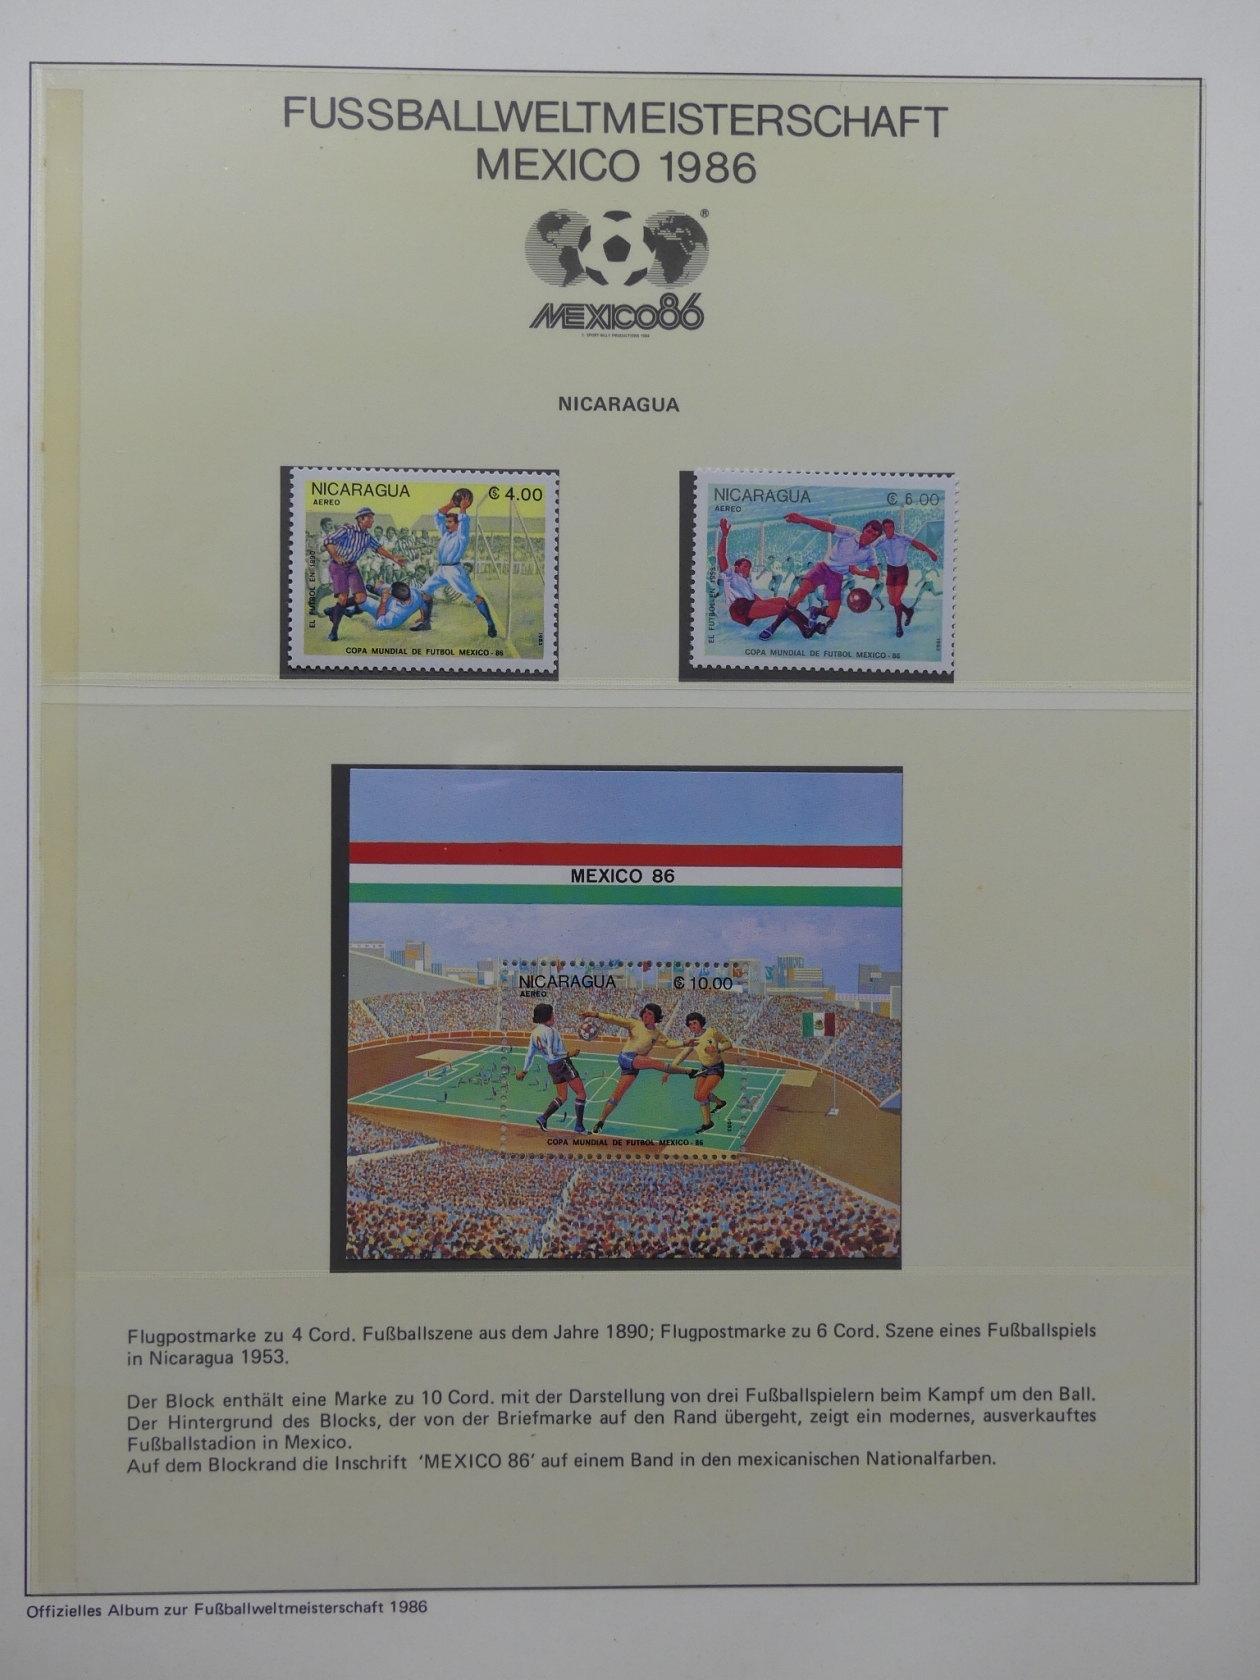 FUSSBALLWELTMEISTERSCHAFT
MEXICO 1986
®
MEXICO86
NICARAGUA
NICARAGUA ₡ 4.00
AEREO
EL FUTBOL EN 1890
COPA MUNDIAL DE FUTBOL MEXICO - 86
NICARAGUA ₡ 6.00
AEREO
EL FUTBOL EN 1953
COPA MUNDIAL DE FUTBOL MEXICO - 86
MEXICO 86
NICARAGUA ₡ 10.00
AEREO
COPA MUNDIAL DE FUTBOL MEXICO - 86
Flugpostmarke zu 4 Cord. Fußballszene aus dem Jahre 1890; Flugpostmarke zu 6 Cord. Szene eines Fußballspiels
in Nicaragua 1953.
Der Block enthält eine Marke zu 10 Cord. mit der Darstellung von drei Fußballspielern beim Kampf um den Ball.
Der Hintergrund des Blocks, der von der Briefmarke auf den Rand übergeht, zeigt ein modernes, ausverkauftes
Fußballstadion in Mexico.
Auf dem Blockrand die Inschrift 'MEXICO 86' auf einem Band in den mexicanischen Nationalfarben.
Offizielles Album zur Fußballweltmeisterschaft 1986